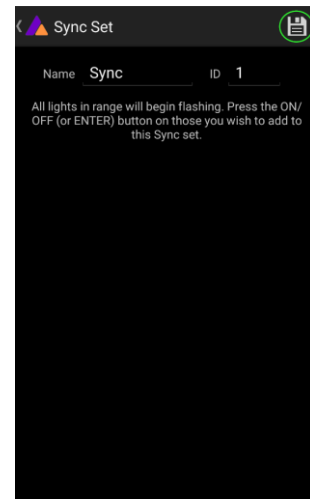 Sync Set
Name Sync ID 1
All lights in range will begin flashing. Press the ON/
OFF (or ENTER) button on those you wish to add to
this Sync set.